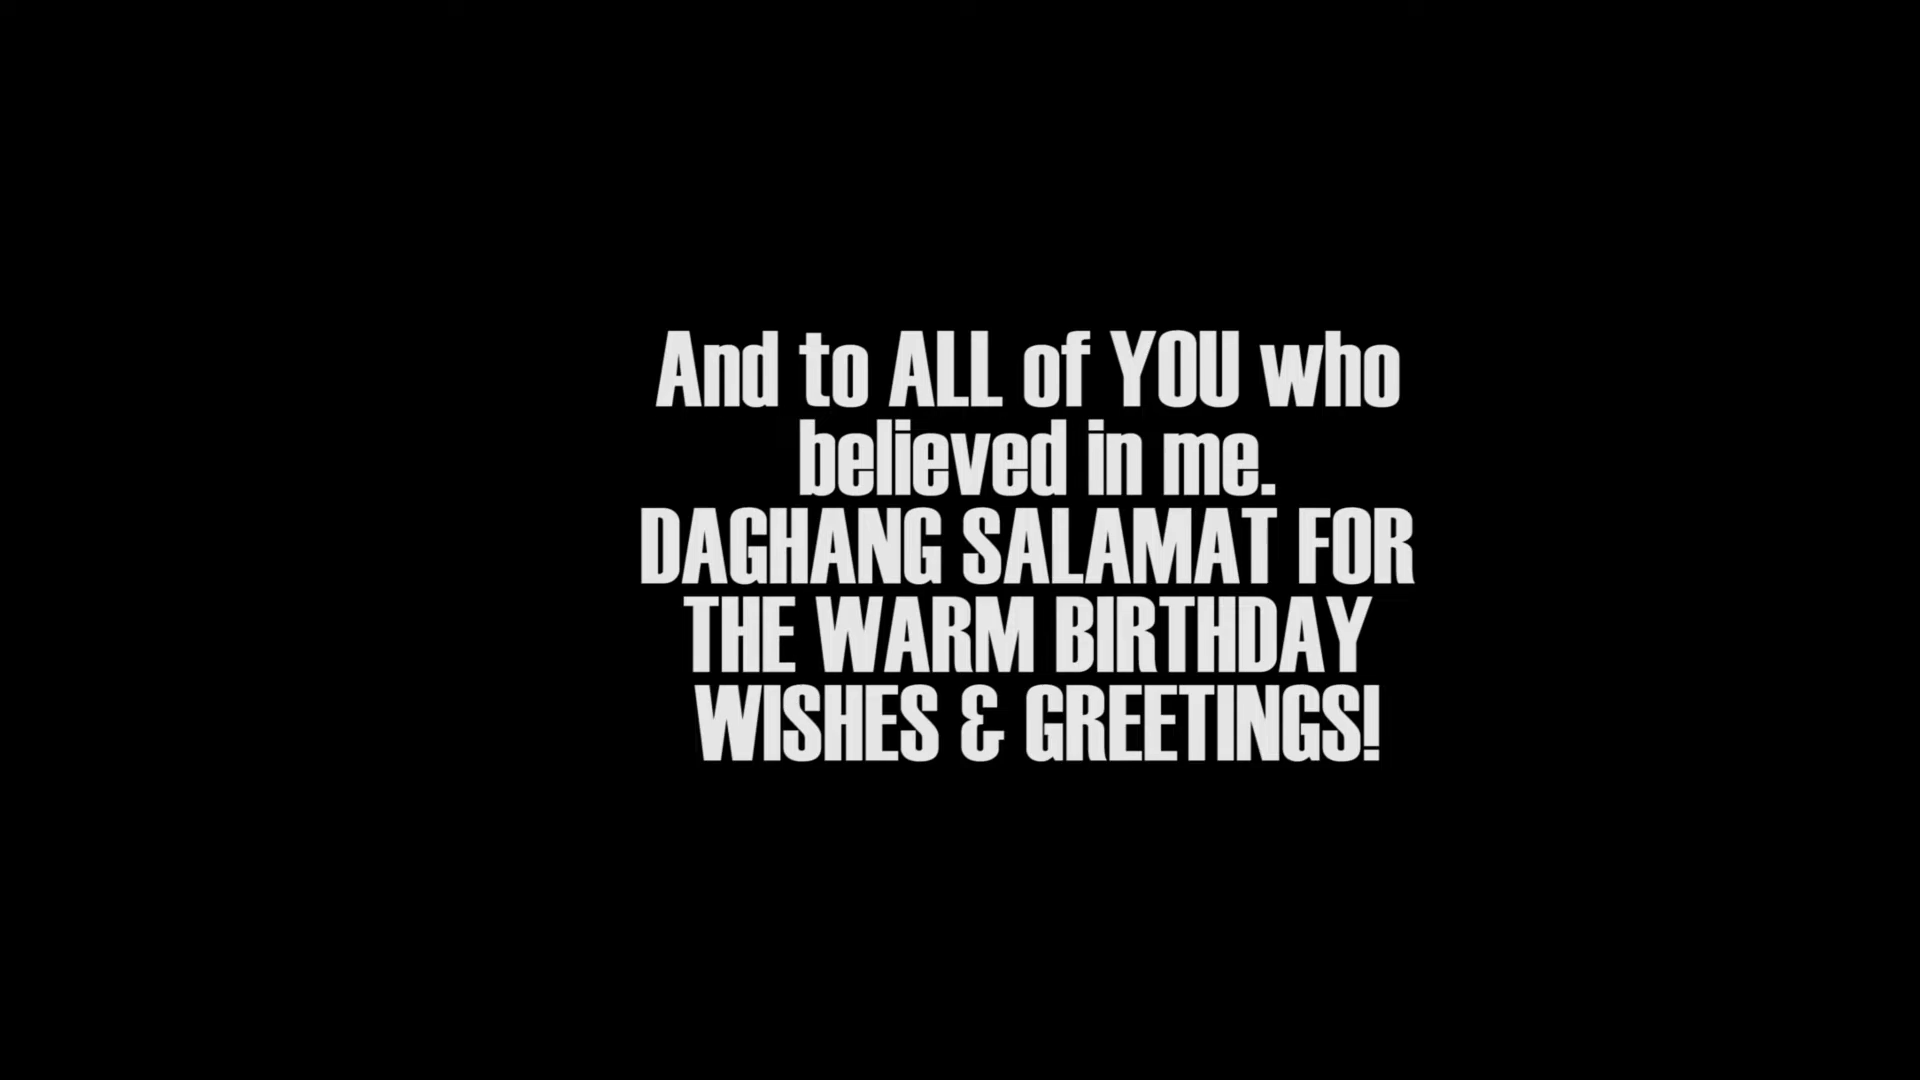 And to ALL of YOU who
believed in me.
DAGHANG SALAMAT FOR
THE WARM BIRTHDAY
WISHES & GREETINGS!